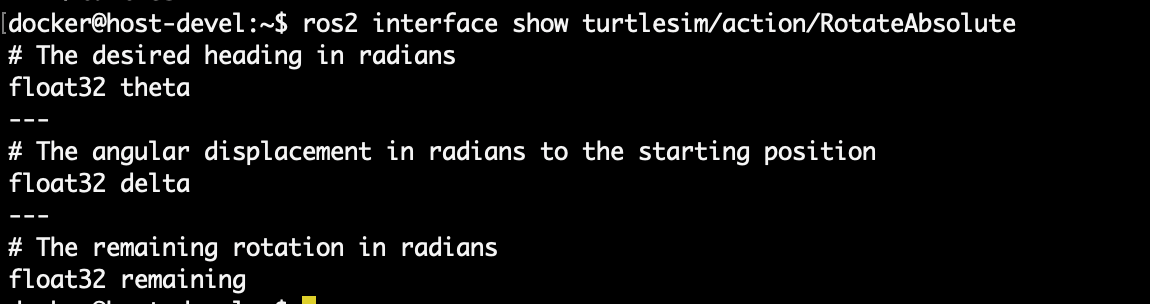 [docker@host-devel:~$ ros2 interface show turtlesim/action/RotateAbsolute
# The desired heading in radians
float32 theta
---
# The angular displacement in radians to the starting position
float32 delta
---
# The remaining rotation in radians
float32 remaining